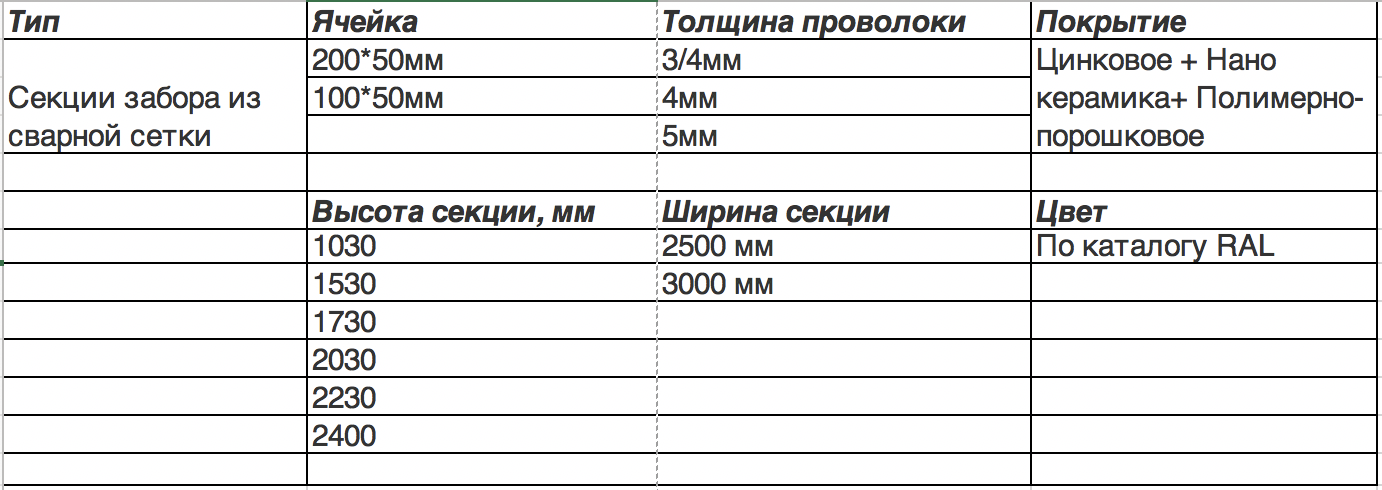 Тип Ячейка Толщина проволоки Покрытие
200*50мм 3/4мм Цинковое + Нано
Секции забора из 100*50мм 4мм керамика+ Полимерно-
сварной сетки 5мм порошковое
Высота секции, мм Ширина секции Цвет
1030 2500 мм По каталогу RAL
1530 3000 мм
1730
2030
2230
2400